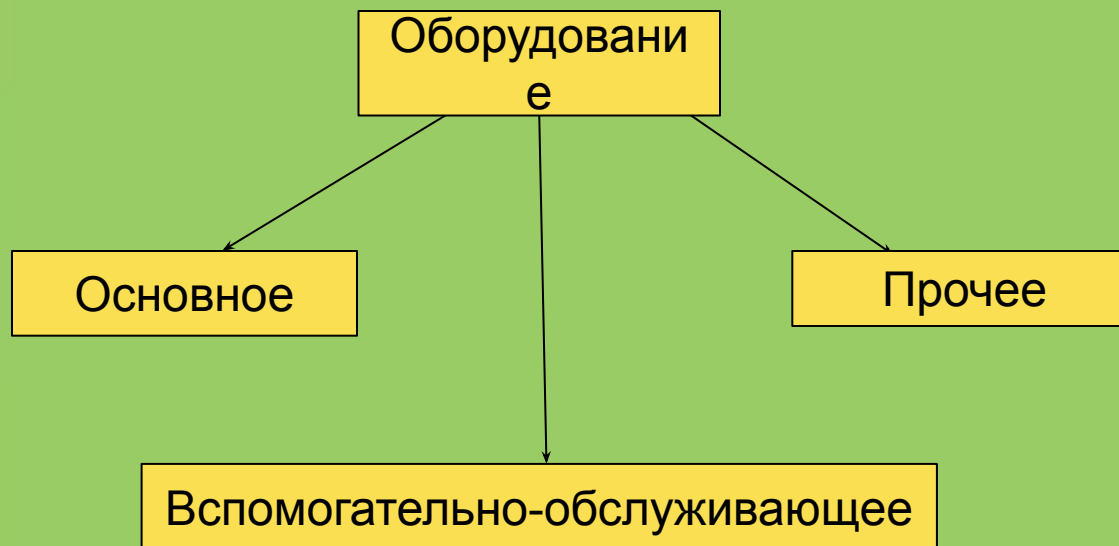 Оборудовани
е
Основное
Прочее
Вспомогательно-обслуживающее